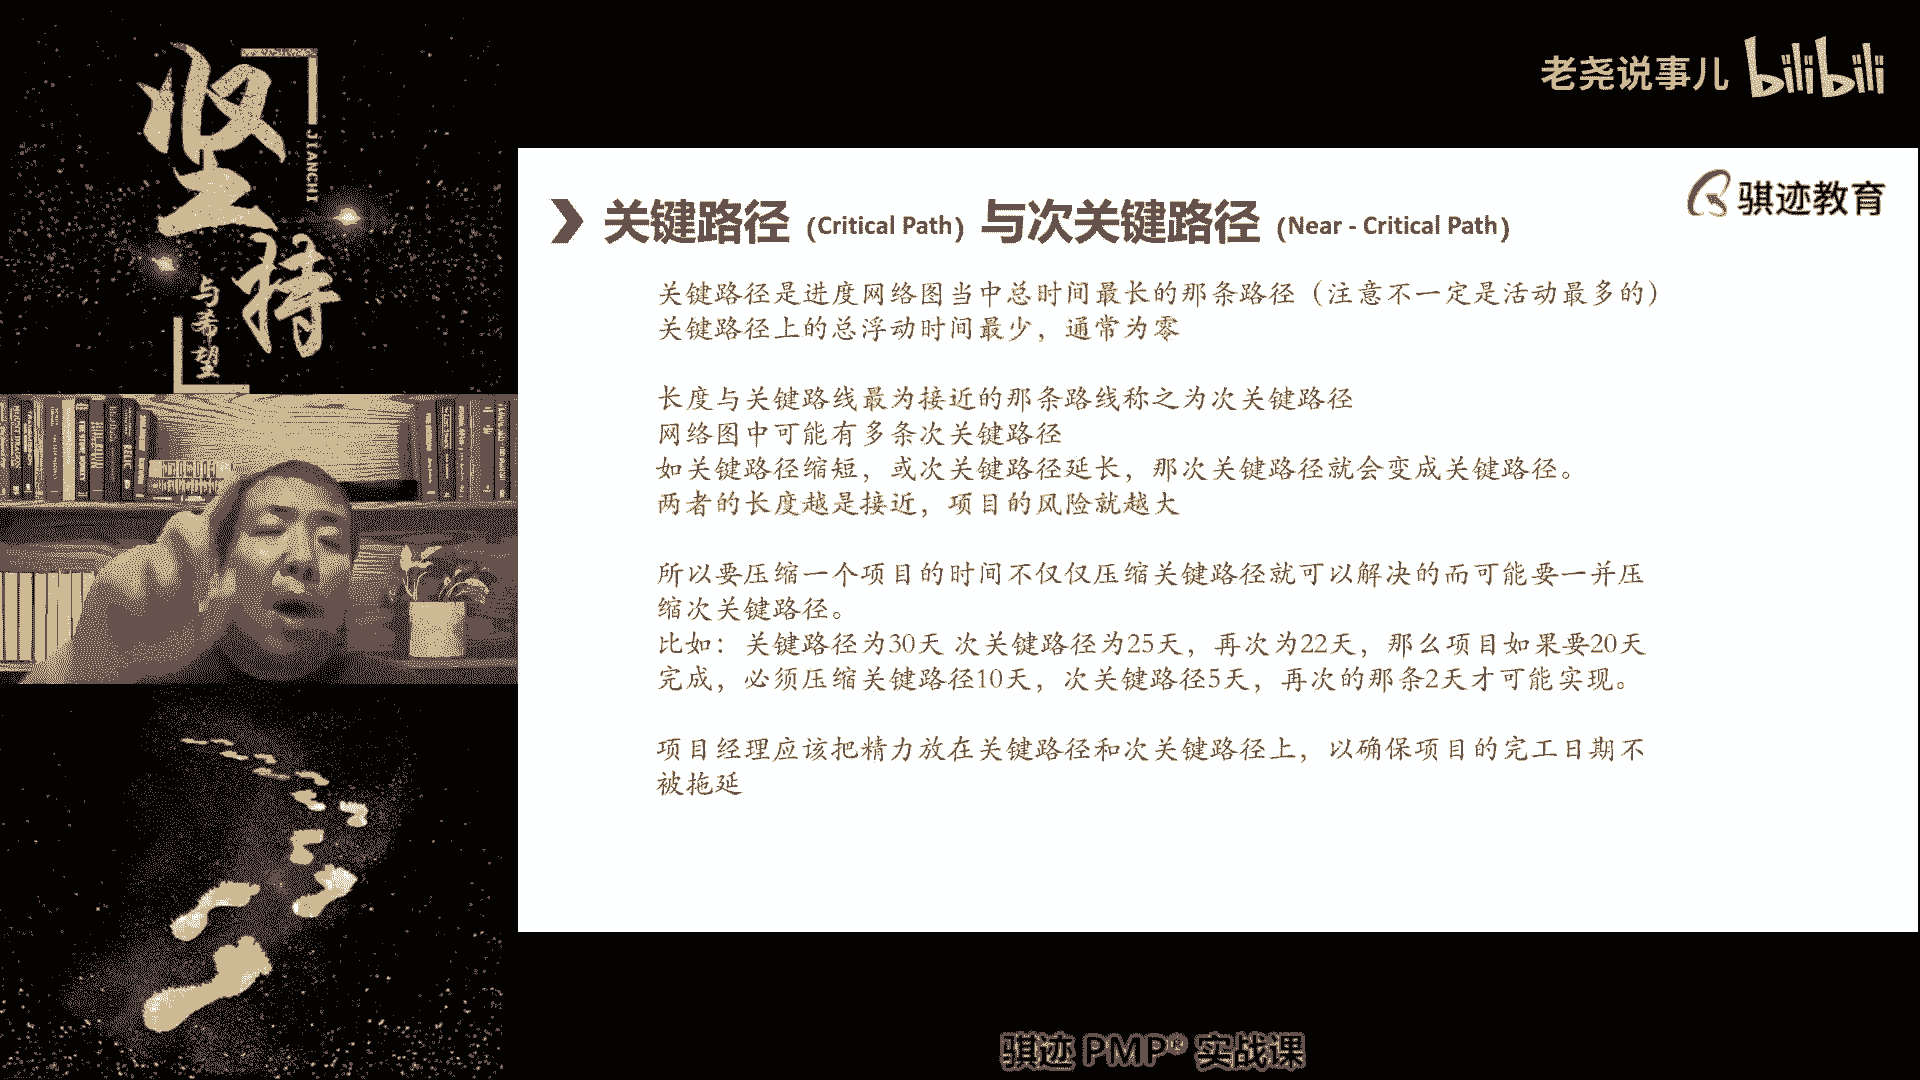 坚持
JIANCHI
与希望
老尧说事儿 bilibili
骐迹教育
关键路径（Critical Path）与次关键路径（Near - Critical Path）
关键路径是进度网络图当中总时间最长的那条路径（注意不一定是活动最多的）
关键路径上的总浮动时间最少，通常为零
长度与关键路线最为接近的那条路线称之为次关键路径
网络图中可能有多条次关键路径
如关键路径缩短，或次关键路径延长，那次关键路径就会变成关键路径。
两者的长度越是接近，项目的风险就越大
所以要压缩一个项目的时间不仅仅压缩关键路径就可以解决的而可能要一并压
缩次关键路径。
比如：关键路径为30天 次关键路径为25天，再次为22天，那么项目如果要20天
完成，必须压缩关键路径10天，次关键路径5天，再次的那条2天才可能实现。
项目经理应该把精力放在关键路径和次关键路径上，以确保项目的完工日期不
被拖延
骐迹 PMP® 实战课